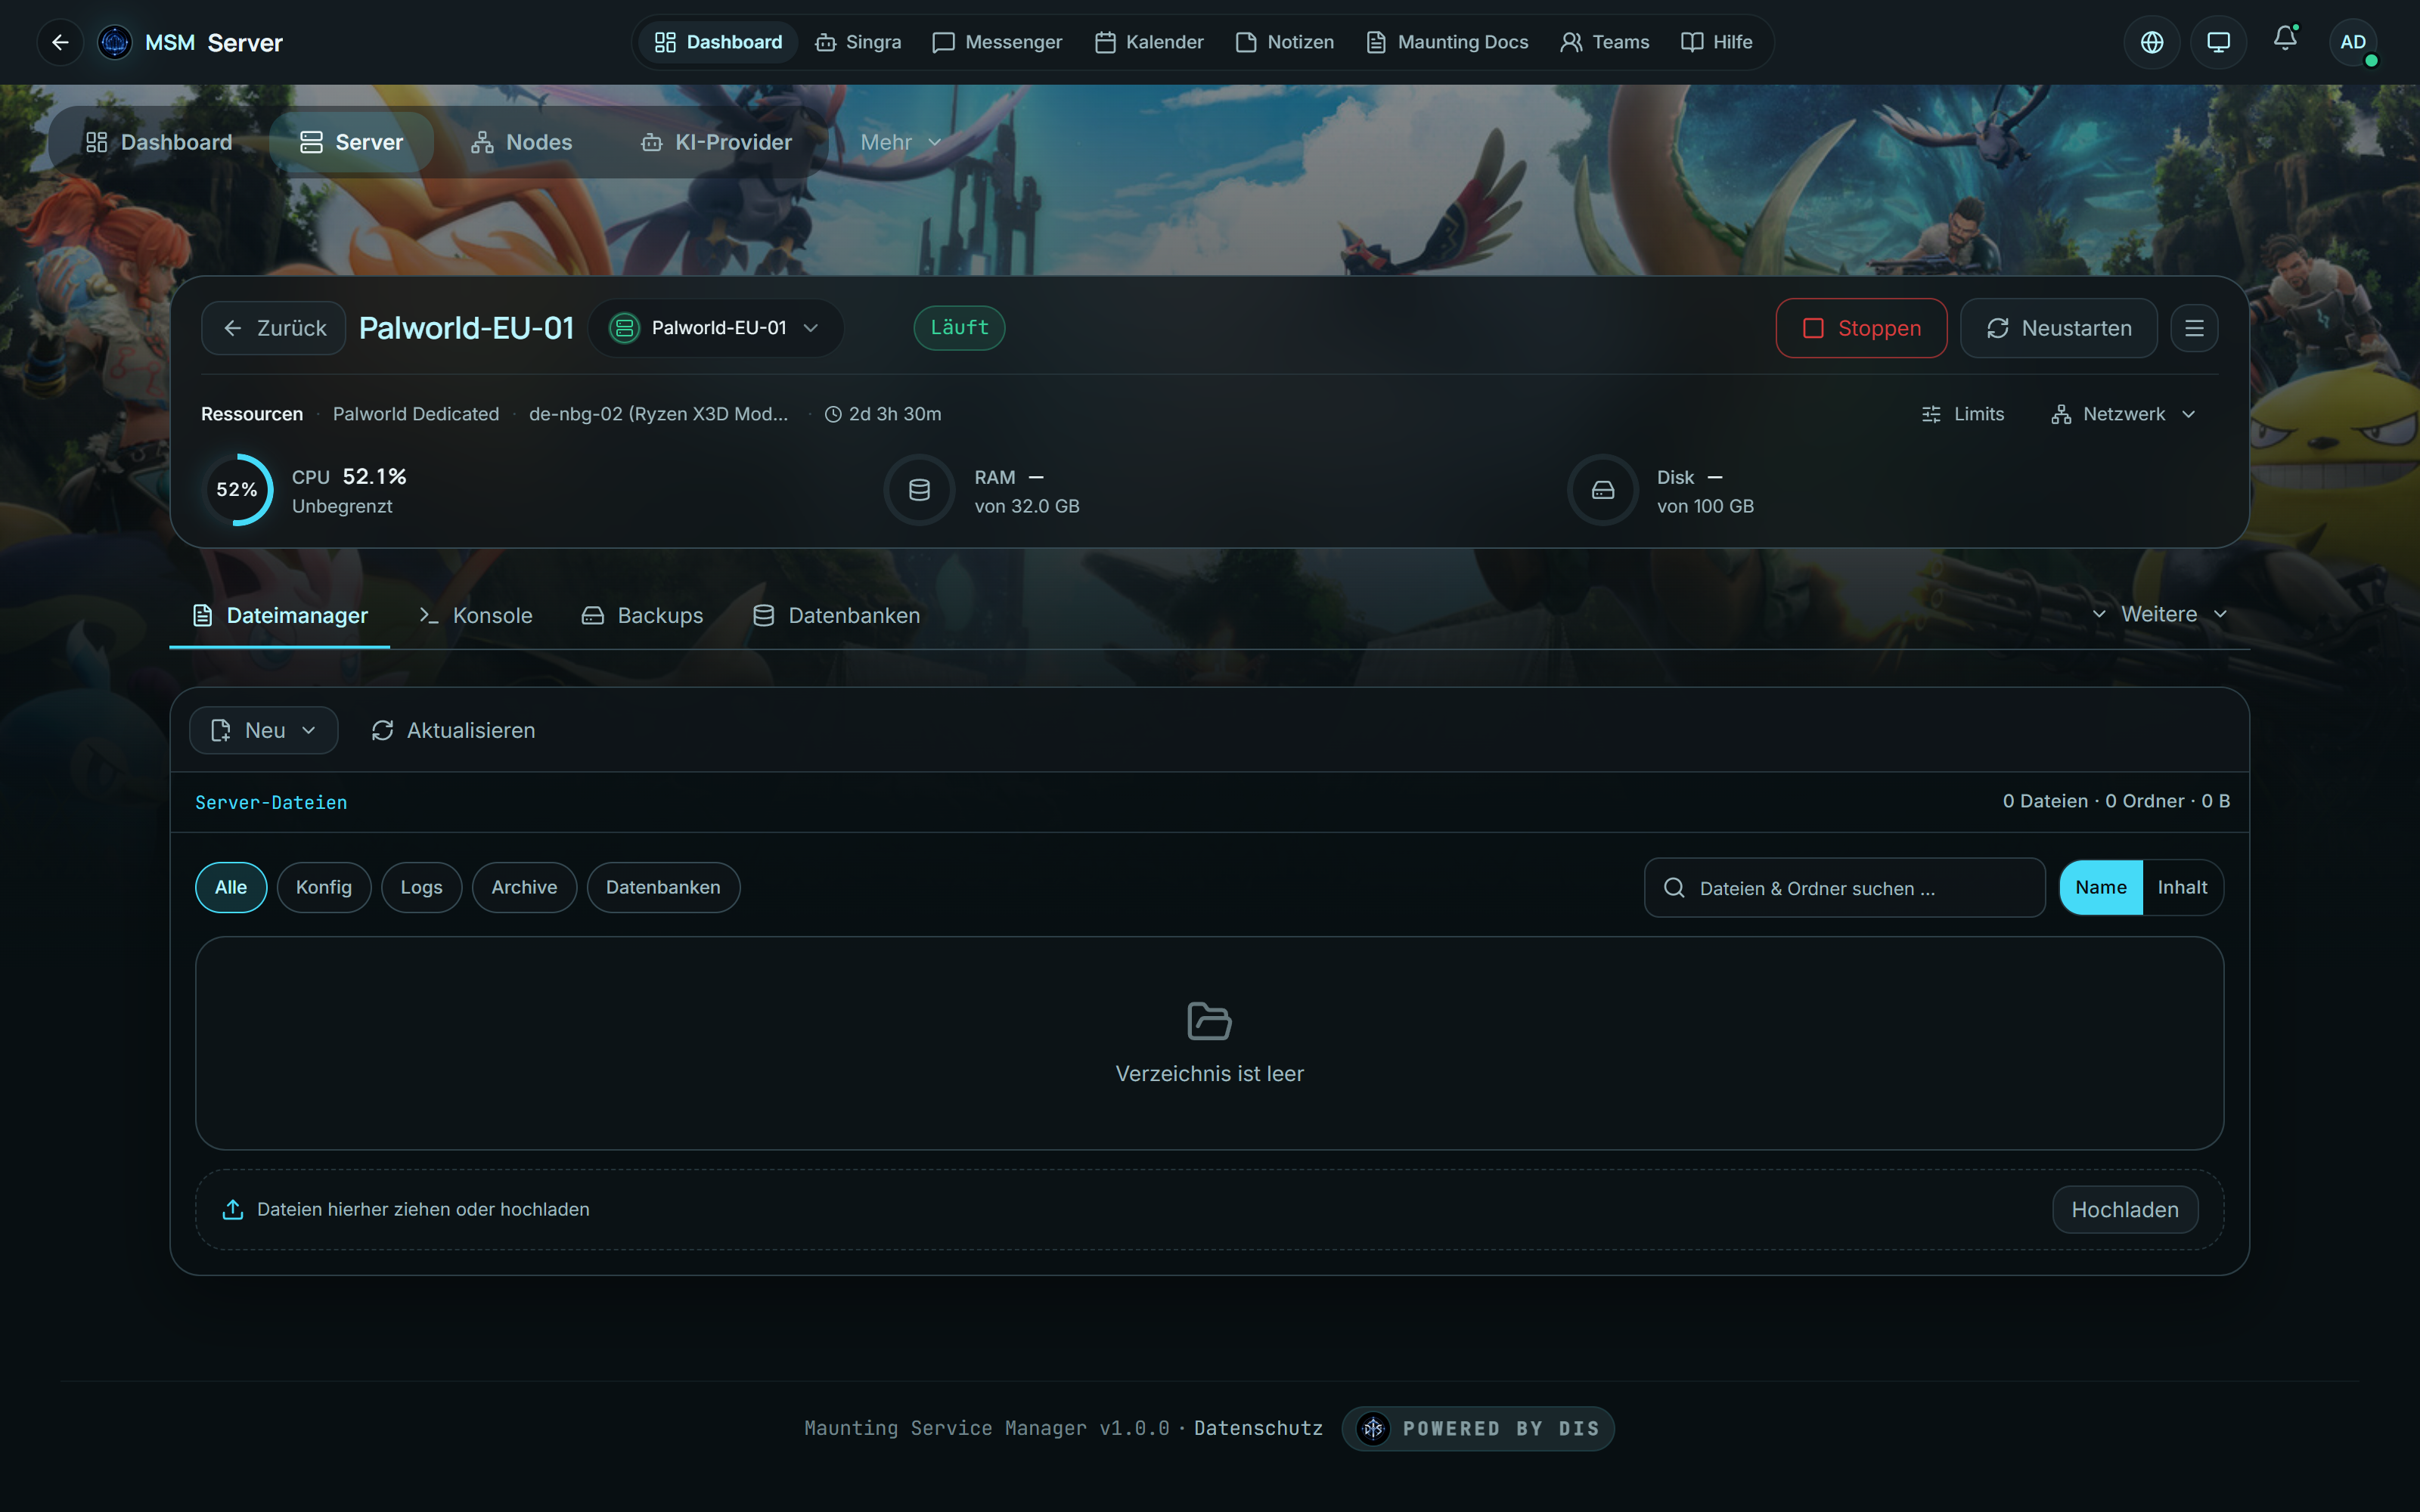 MSM Server
Dashboard Singra Messenger Kalender Notizen Maunting Docs Teams Hilfe
AD
Dashboard Server Nodes KI-Provider Mehr
Zurück Palworld-EU-01 Palworld-EU-01 Läuft Stoppen Neustarten
Ressourcen · Palworld Dedicated · de-nbg-02 (Ryzen X3D Mod... · 2d 3h 30m Limits Netzwerk
52% CPU 52.1% RAM — Disk —
Unbegrenzt von 32.0 GB von 100 GB
Dateimanager Konsole Backups Datenbanken Weitere
Neu Aktualisieren
Server-Dateien 0 Dateien · 0 Ordner · 0 B
Alle Konfig Logs Archive Datenbanken Dateien & Ordner suchen ... Name Inhalt
Verzeichnis ist leer
Dateien hierher ziehen oder hochladen Hochladen
Maunting Service Manager v1.0.0 · Datenschutz DIS POWERED BY DIS